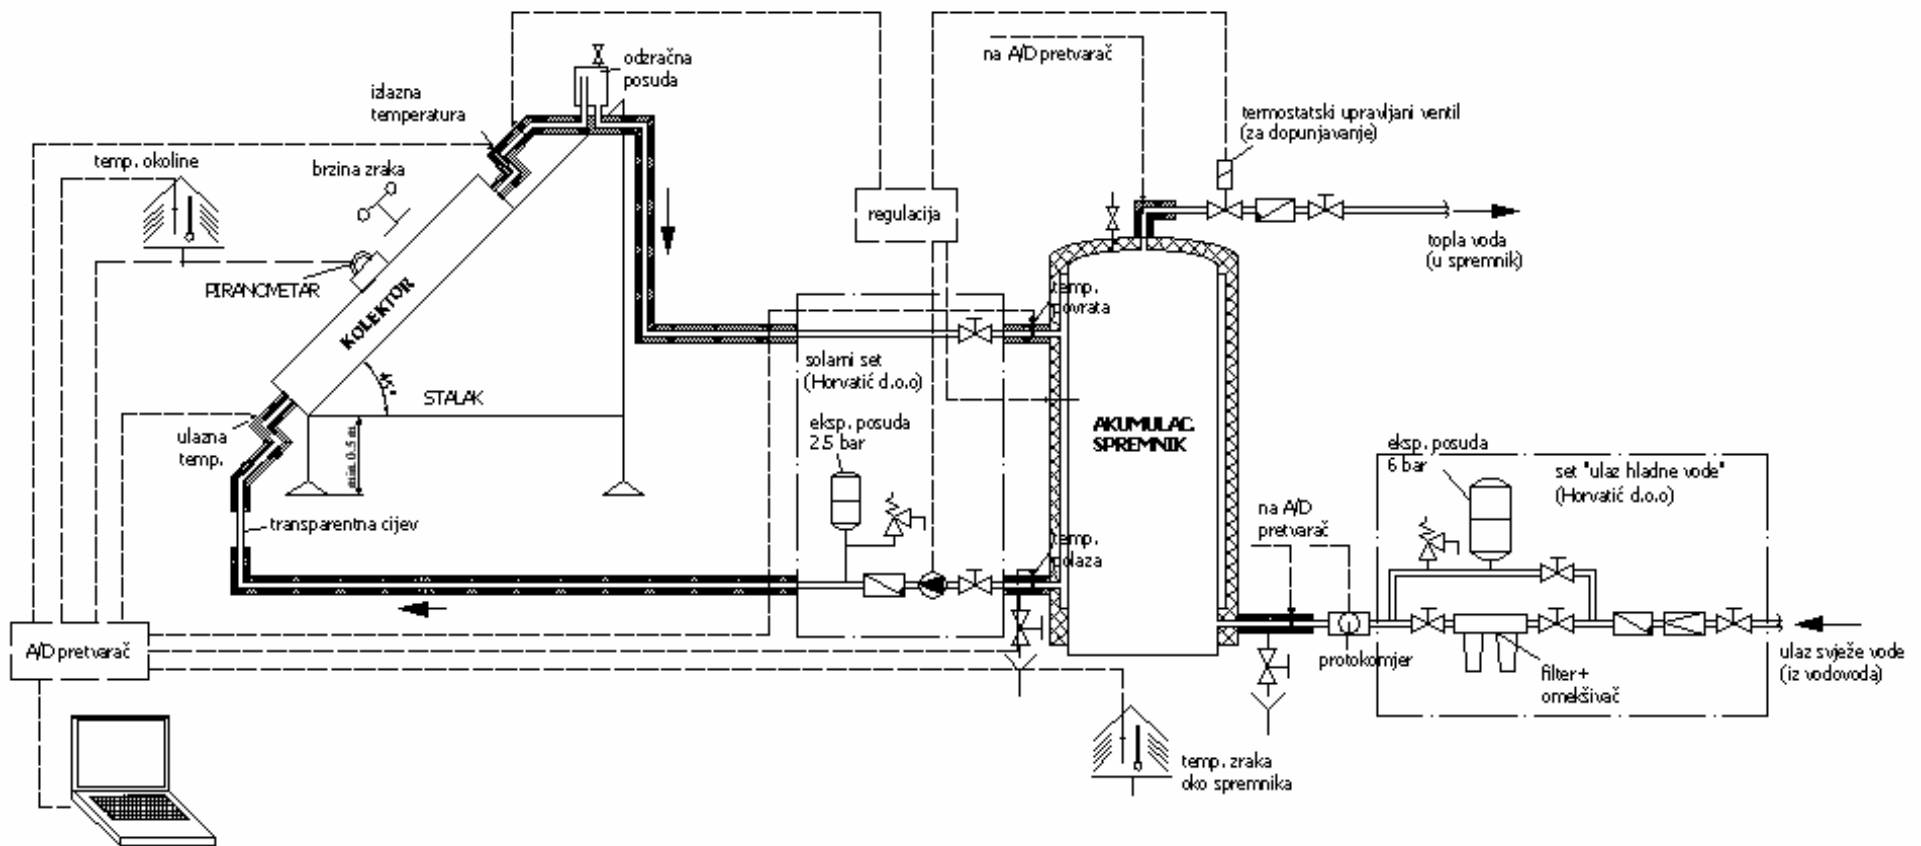 odzračna
posuda
na A/D pretvarač
izlazna
temperatura
termostatski upravljani ventil
(za dopunjavanje)
temp. okoline
brzina zraka
regulacija
topla voda
(u spremnik)
PIRANOMETAR
KOLEKTOR
temp.
povrata
solarni set
(Horvatić d.o.o)
45°
STALAK
eksp. posuda
2.5 bar
AKUMULAC.
SPREMNIK
ulazna
temp.
min. 0.5 m
eksp. posuda
6 bar
set "ulaz hladne vode"
(Horvatić d.o.o)
transparentna cijev
na A/D
pretvarač
temp.
polaza
A/D pretvarač
protokomjer
filter+
omekšivač
ulaz svježe vode
(iz vodovoda)
temp. zraka
oko spremnika